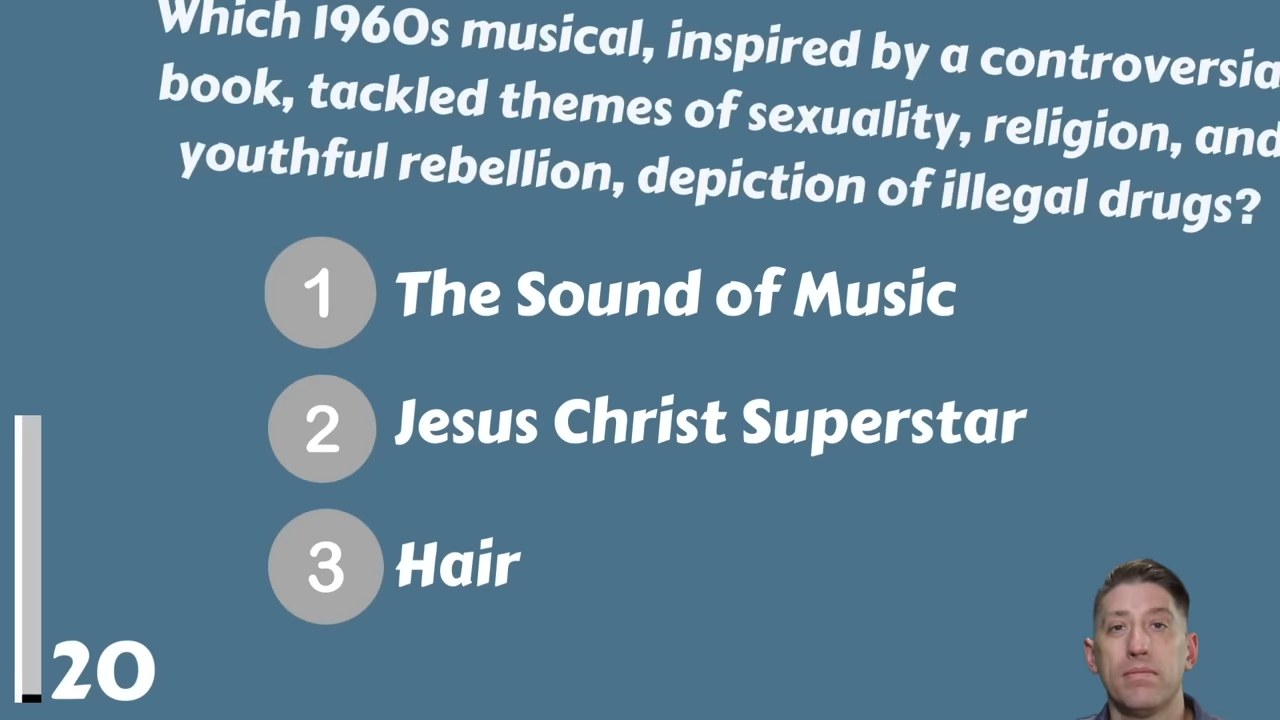 Which 1960s musical, inspired by a controversia
book, tackled themes of sexuality, religion, and
youthful rebellion, depiction of illegal drugs?
1 The Sound of Music
2 Jesus Christ Superstar
3 Hair
20